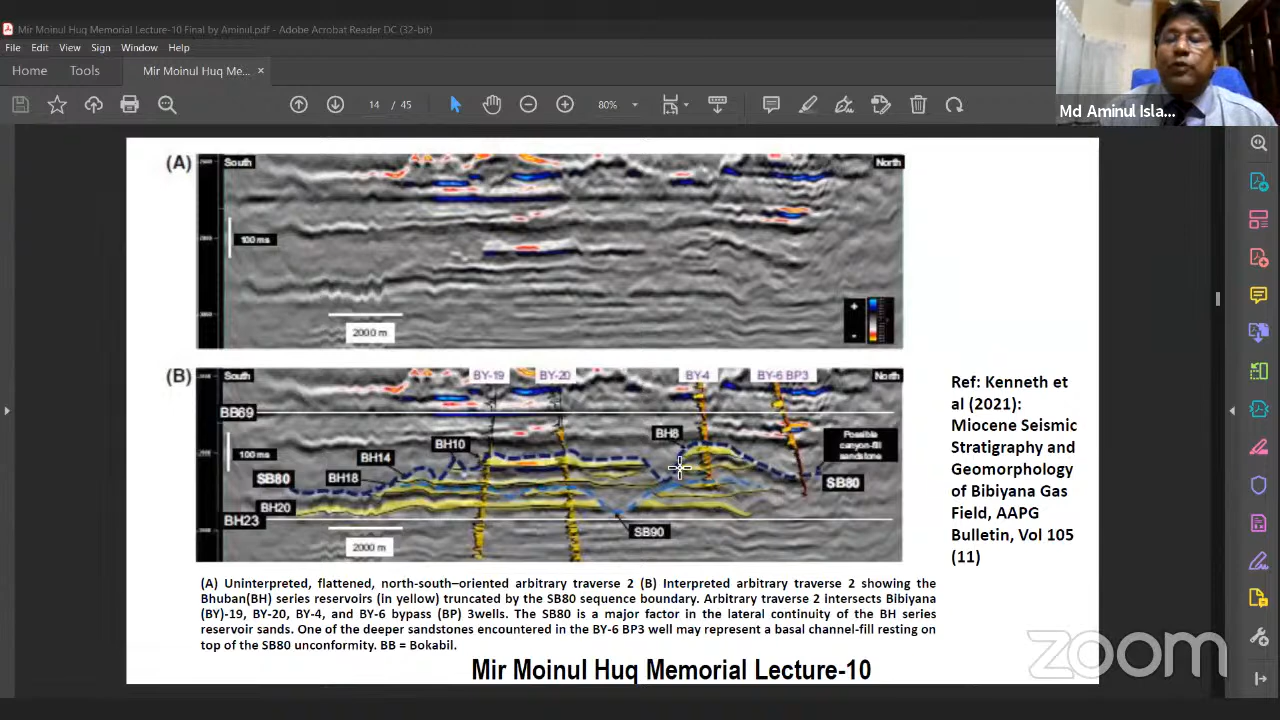 Mir Moinul Huq Memorial Lecture-10 Final by Aminul.pdf - Adobe Acrobat Reader DC (32-bit)
File Edit View Sign Window Help
Home Tools Mir Moinul Huq Me... ×
14 / 45 80%
Md Aminul Isla...
(A)
South
North
100 ms
2000 m
+
-
(B)
South
BY-19
BY-20
BY-4
BY-6 BP3
North
BB69
BH8
Possible
canyon-fill
sandstone
BH10
100 ms
BH14
SB80
BH18
SB80
BH20
BH23
SB90
2000 m
Ref: Kenneth et
al (2021):
Miocene Seismic
Stratigraphy and
Geomorphology
of Bibiyana Gas
Field, AAPG
Bulletin, Vol 105
(11)
(A) Uninterpreted, flattened, north-south–oriented arbitrary traverse 2 (B) Interpreted arbitrary traverse 2 showing the
Bhuban(BH) series reservoirs (in yellow) truncated by the SB80 sequence boundary. Arbitrary traverse 2 intersects Bibiyana
(BY)-19, BY-20, BY-4, and BY-6 bypass (BP) 3wells. The SB80 is a major factor in the lateral continuity of the BH series
reservoir sands. One of the deeper sandstones encountered in the BY-6 BP3 well may represent a basal channel-fill resting on
top of the SB80 unconformity. BB = Bokabil.
Mir Moinul Huq Memorial Lecture-10
zoom